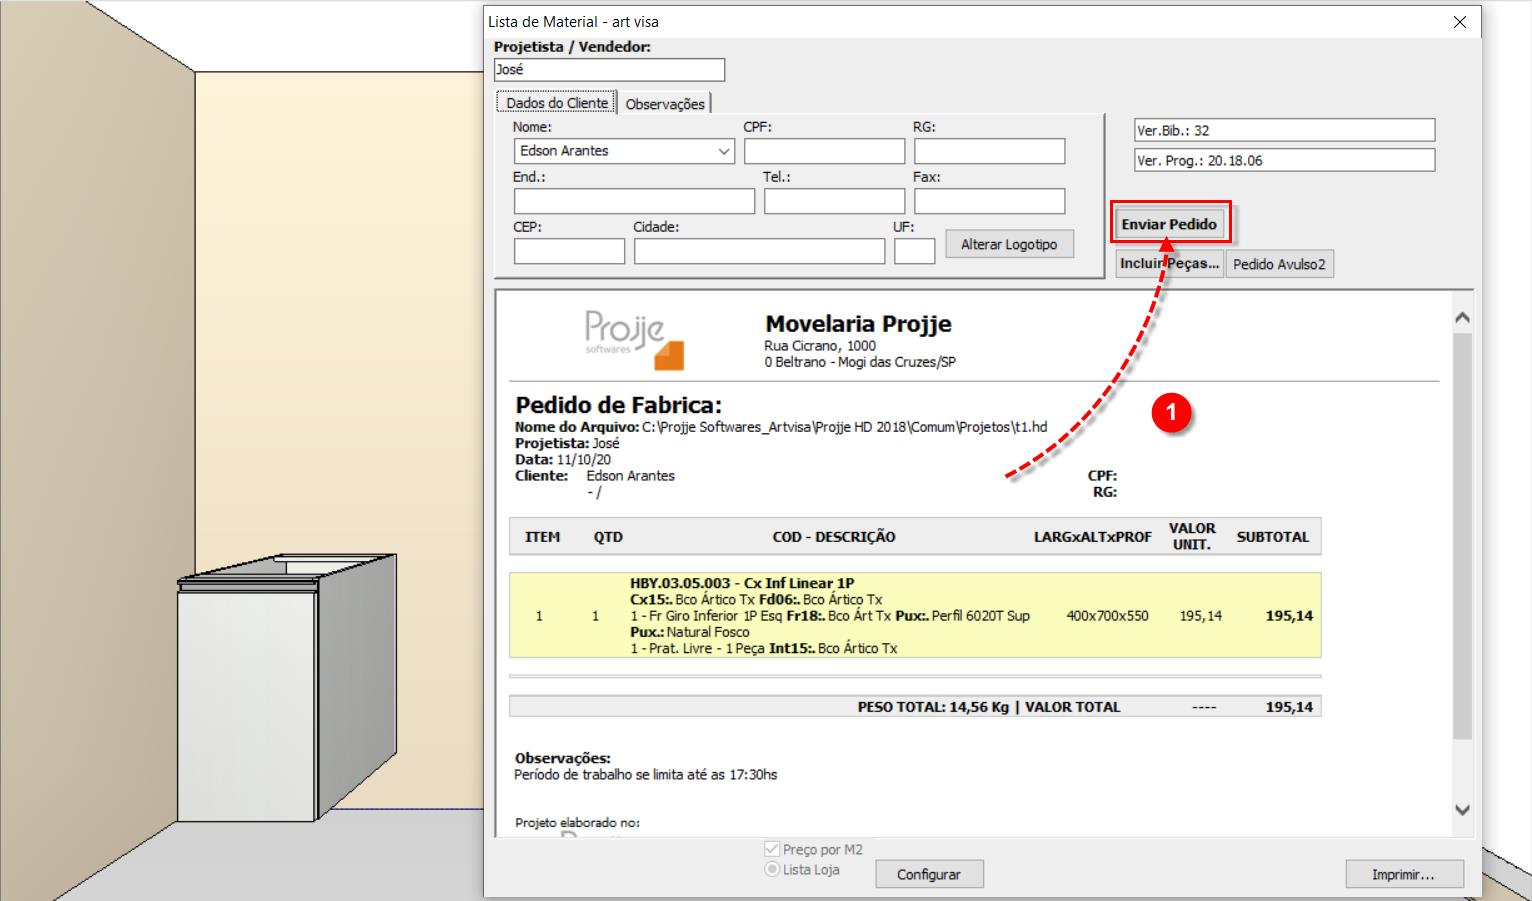 Lista de Material - art visa
Projetista / Vendedor:
José
Dados do Cliente
Observações
Nome:
CPF:
RG:
Edson Arantes
End.:
Tel.:
Fax:
CEP:
Cidade:
UF:
Alterar Logotipo
Ver.Bib.: 32
Ver. Prog.: 20.18.06
Enviar Pedido
Incluir Peças...
Pedido Avulso2
1
Projje
softwares
Movelaria Projje
Rua Cicrano, 1000
0 Beltrano - Mogi das Cruzes/SP
Pedido de Fabrica:
Nome do Arquivo: C:\Projje Softwares_Artvisa\Projje HD 2018\Comum\Projetos\t1.hd
Projetista: José
Data: 11/10/20
Cliente: Edson Arantes
- /
CPF:
RG:
ITEM QTD COD - DESCRIÇÃO LARGxALTxPROF VALOR UNIT. SUBTOTAL
HBY.03.05.003 - Cx Inf Linear 1P
Cx15:. Bco Ártico Tx Fd06:. Bco Ártico Tx
1 1 1 - Fr Giro Inferior 1P Esq Fr18:. Bco Árt Tx Pux:. Perfil 6020T Sup 400x700x550 195,14 195,14
Pux.: Natural Fosco
1 - Prat. Livre - 1 Peça Int15:. Bco Ártico Tx
PESO TOTAL: 14,56 Kg | VALOR TOTAL ---- 195,14
Observações:
Período de trabalho se limita até as 17:30hs
Projeto elaborado no:
Preço por M2
Lista Loja
Configurar
Imprimir...